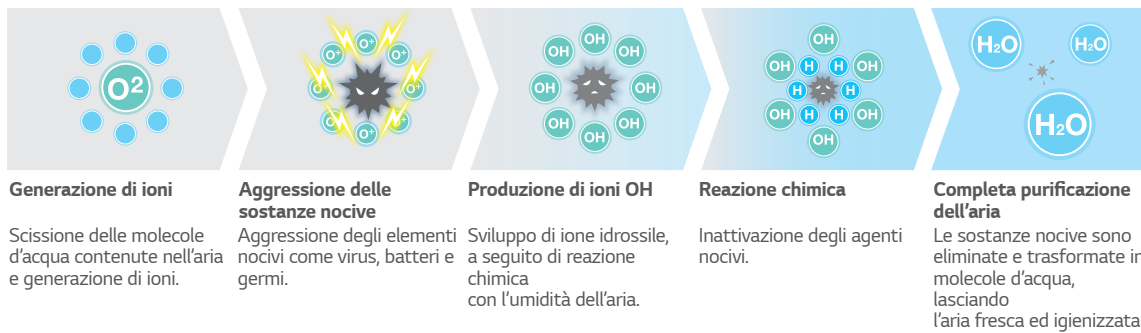 O²
O⁺
O⁺
O⁺
O⁺
O⁺
O⁺
O⁺
O⁺
OH
OH
OH
OH
OH
OH
OH
OH
OH
OH
H
H
OH
OH
H
H
OH
OH
H
H
OH
OH
H₂O
H₂O
H₂O
Generazione di ioni
Scissione delle molecole
d'acqua contenute nell'aria
e generazione di ioni.
Aggressione delle
sostanze nocive
Aggressione degli elementi
nocivi come virus, batteri e
germi.
Produzione di ioni OH
Sviluppo di ione idrossile,
a seguito di reazione
chimica
con l'umidità dell'aria.
Reazione chimica
Inattivazione degli agenti
nocivi.
Completa purificazione
dell'aria
Le sostanze nocive sono
eliminate e trasformate in
molecole d'acqua,
lasciando
l'aria fresca ed igienizzata